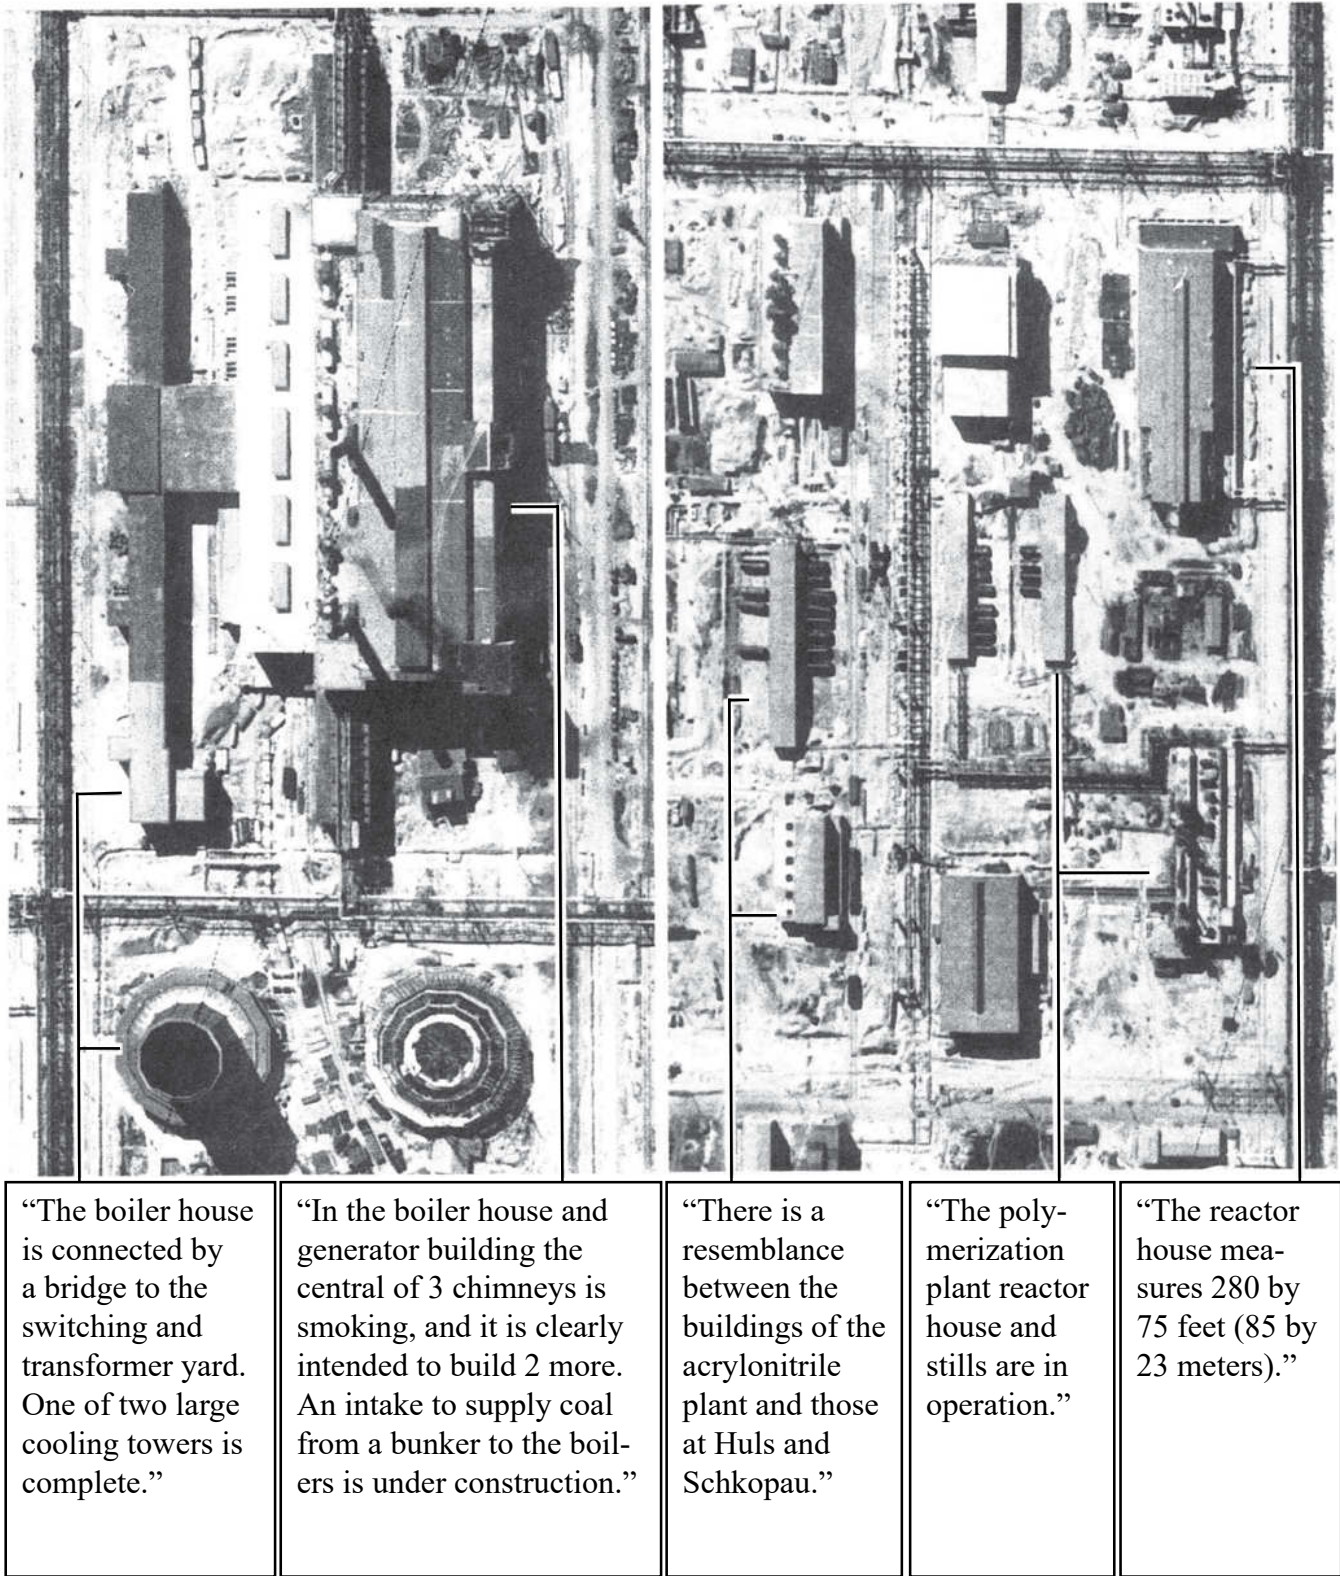 “The boiler house
is connected by
a bridge to the
switching and
transformer yard.
One of two large
cooling towers is
complete.”
“In the boiler house and
generator building the
central of 3 chimneys is
smoking, and it is clearly
intended to build 2 more.
An intake to supply coal
from a bunker to the boil-
ers is under construction.”
“There is a
resemblance
between the
buildings of the
acrylonitrile
plant and those
at Huls and
Schkopau.”
“The poly-
merization
plant reactor
house and
stills are in
operation.”
“The reactor
house mea-
sures 280 by
75 feet (85 by
23 meters).”